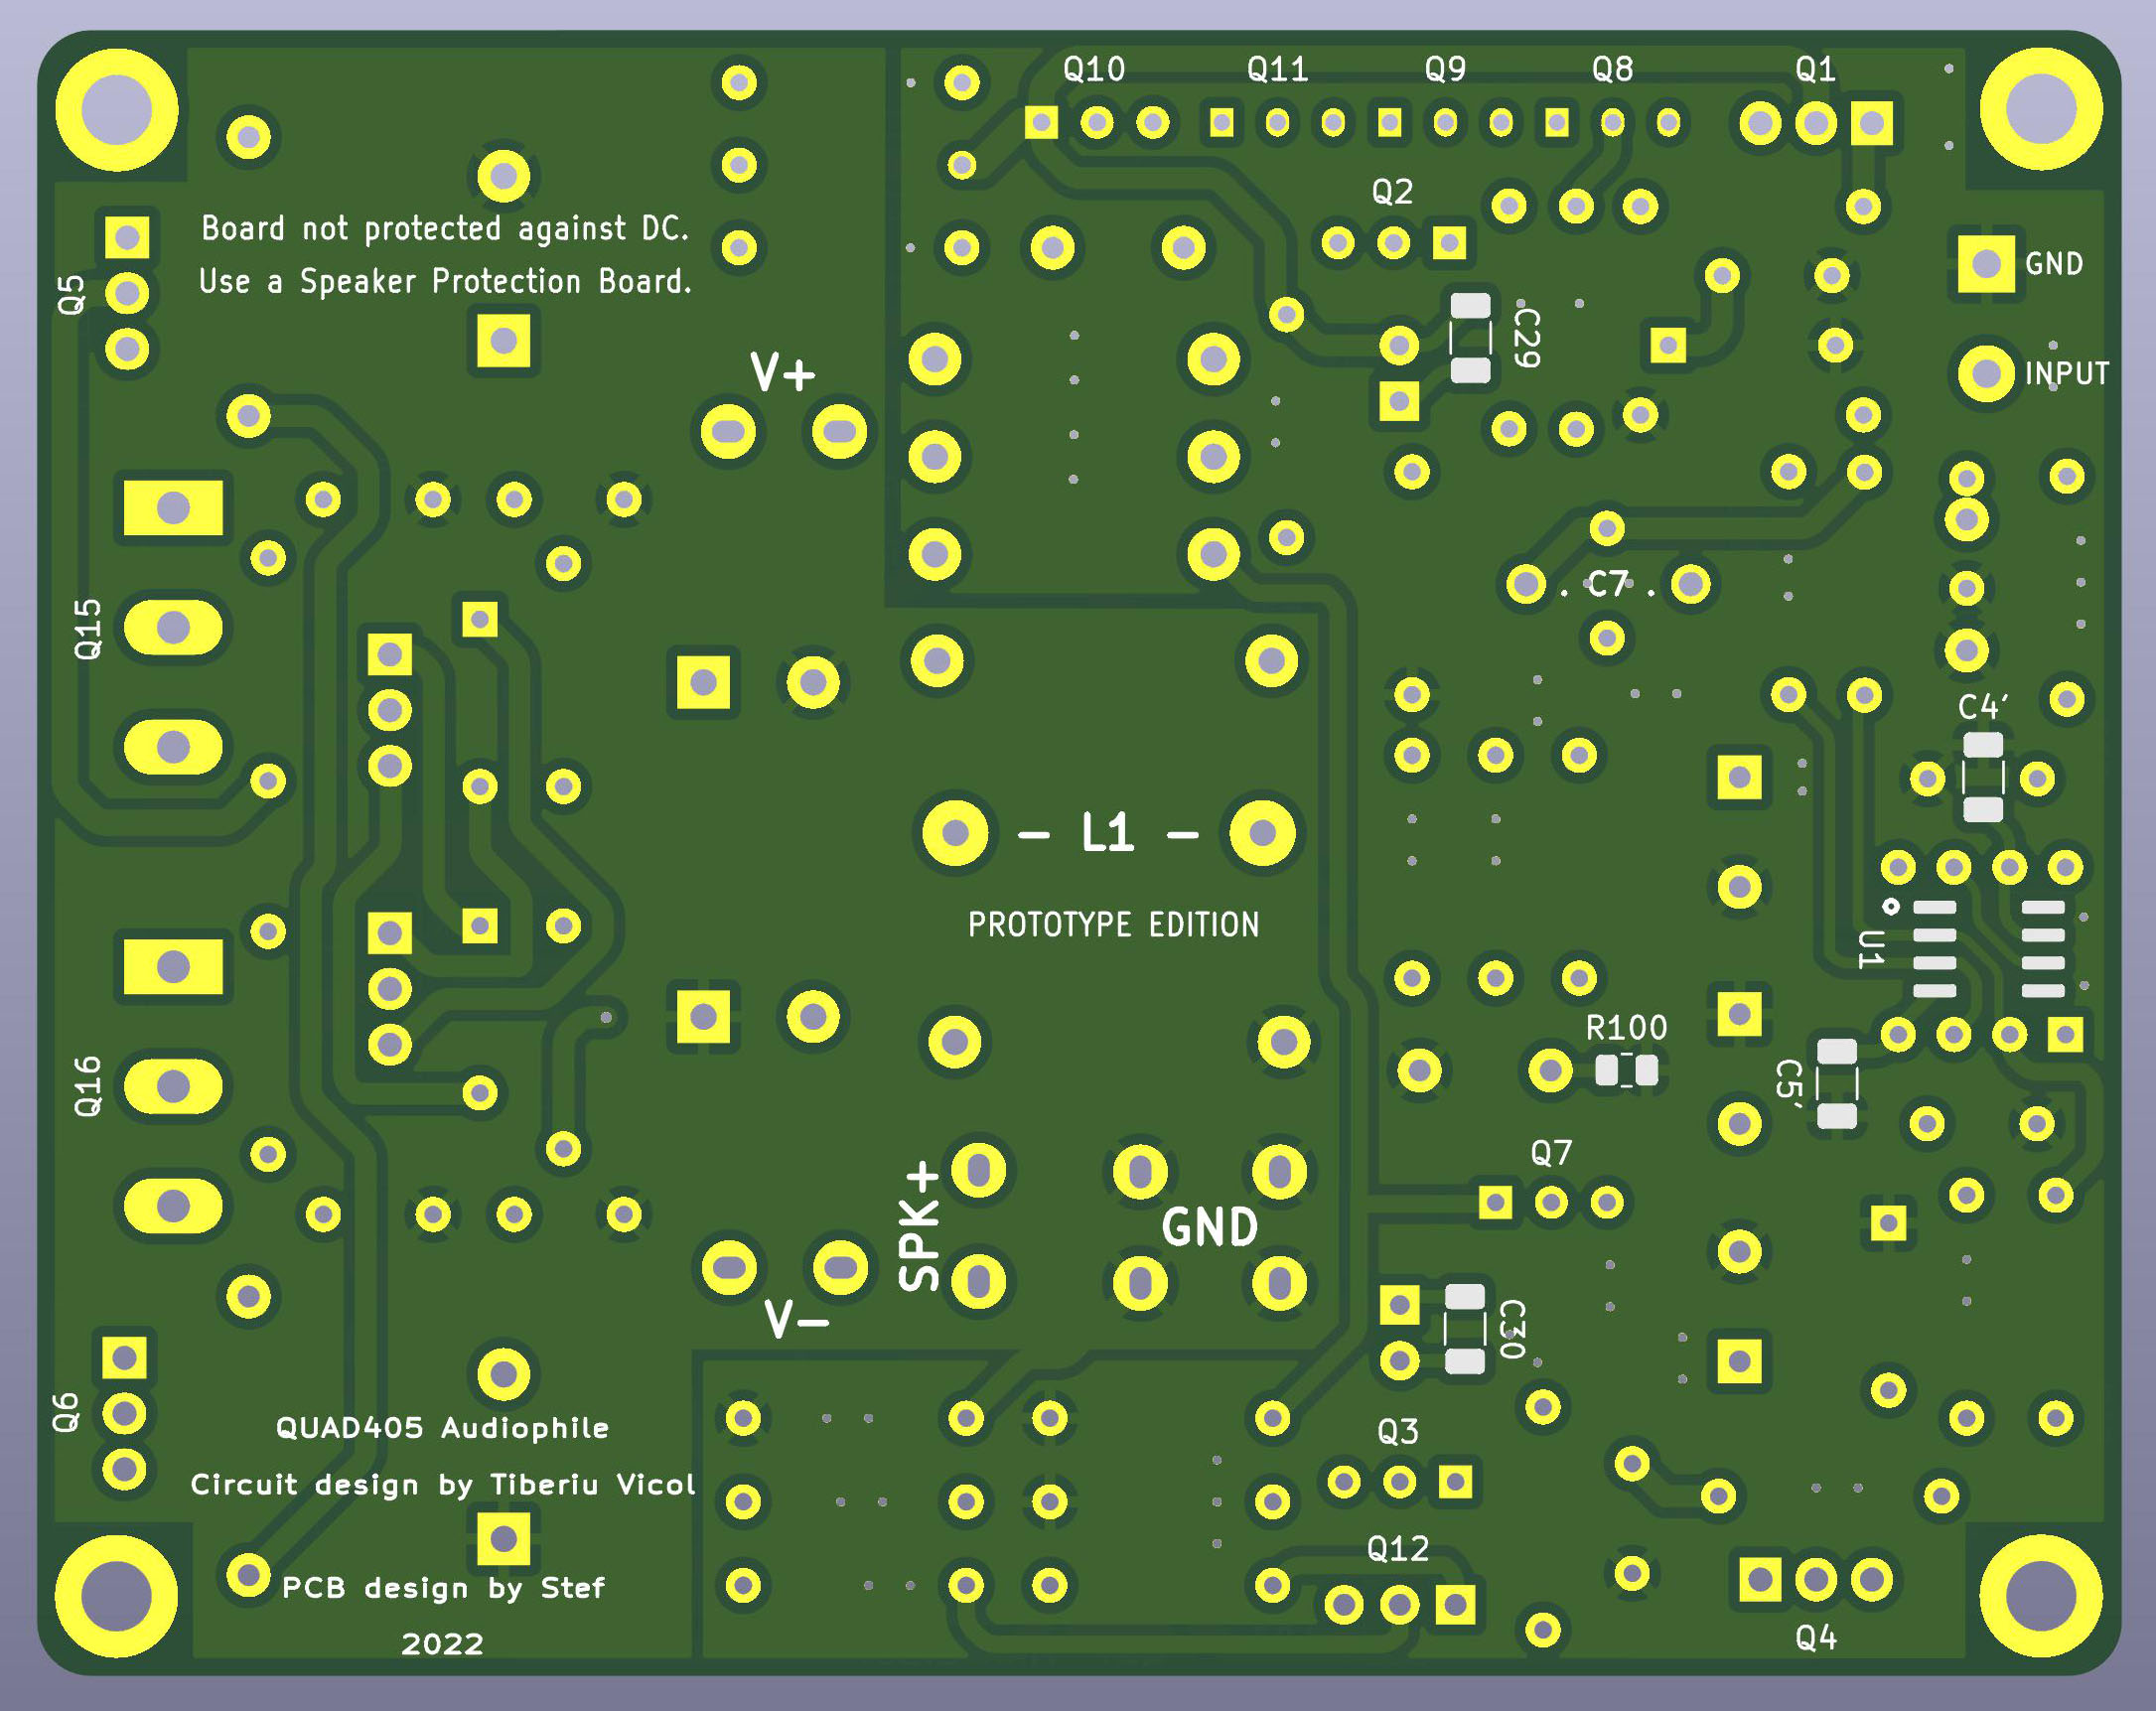 Q10 Q11 Q9 Q8 Q1
Q2
Board not protected against DC.
Use a Speaker Protection Board.
GND
Q5
C29
V+
INPUT
. C7 .
Q15
C4'
- L1 -
PROTOTYPE EDITION
U1
R100
C5'
Q16
Q7
SPK+
GND
V-
C30
Q6
QUAD405 Audiophile
Q3
Circuit design by Tiberiu Vicol
Q12
PCB design by Stef
Q4
2022